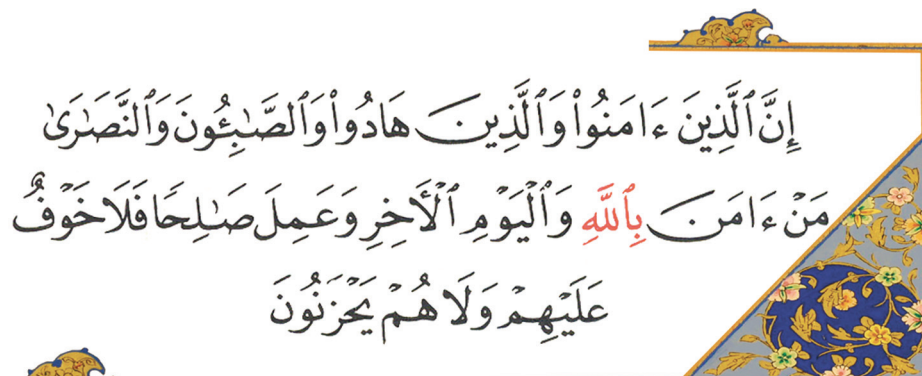 إِنَّ ٱلَّذِينَ ءَامَنُوا۟ وَٱلَّذِينَ هَادُوا۟ وَٱلصَّـٰبِـُٔونَ وَٱلنَّصَـٰرَىٰ
مَنْ ءَامَنَ بِٱللَّهِ وَٱلْيَوْمِ ٱلْـَٔاخِرِ وَعَمِلَ صَـٰلِحًا فَلَا خَوْفٌ
عَلَيْهِمْ وَلَا هُمْ يَحْزَنُونَ